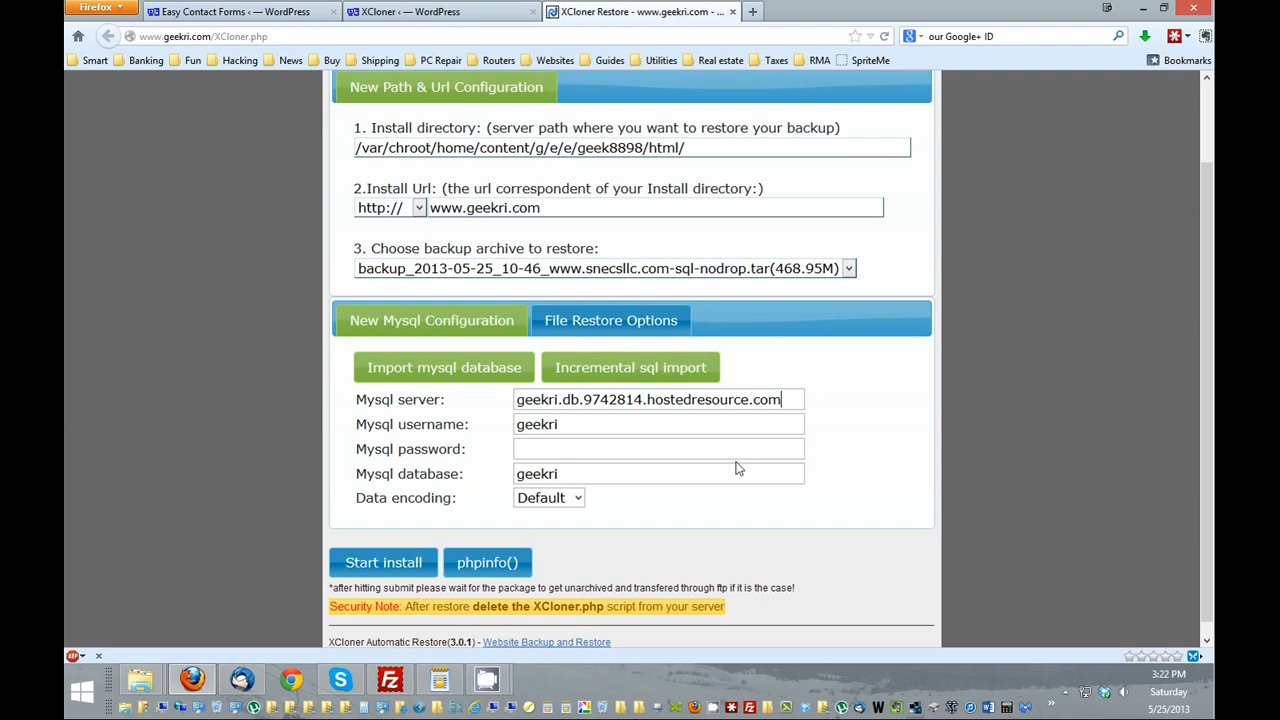 Firefox
Easy Contact Forms ‹ — WordPress
XCloner ‹ — WordPress
XCloner Restore - www.geekri.com - ...
www.geekri.com/XCloner.php
our Google+ ID
Smart Banking Fun Hacking News Buy Shipping PC Repair Routers Websites Guides Utilities Real estate Taxes RMA SpriteMe Bookmarks
New Path & Url Configuration
1. Install directory: (server path where you want to restore your backup)
/var/chroot/home/content/g/e/e/geek8898/html/
2.Install Url: (the url correspondent of your Install directory:)
http:// www.geekri.com
3. Choose backup archive to restore:
backup_2013-05-25_10-46_www.snecsllc.com-sql-nodrop.tar(468.95M)
New Mysql Configuration File Restore Options
Import mysql database Incremental sql import
Mysql server: geekri.db.9742814.hostedresource.com
Mysql username: geekri
Mysql password:
Mysql database: geekri
Data encoding: Default
Start install phpinfo()
*after hitting submit please wait for the package to get unarchived and transfered through ftp if it is the case!
Security Note: After restore delete the XCloner.php script from your server
XCloner Automatic Restore(3.0.1) - Website Backup and Restore
3:22 PM
Saturday
5/25/2013